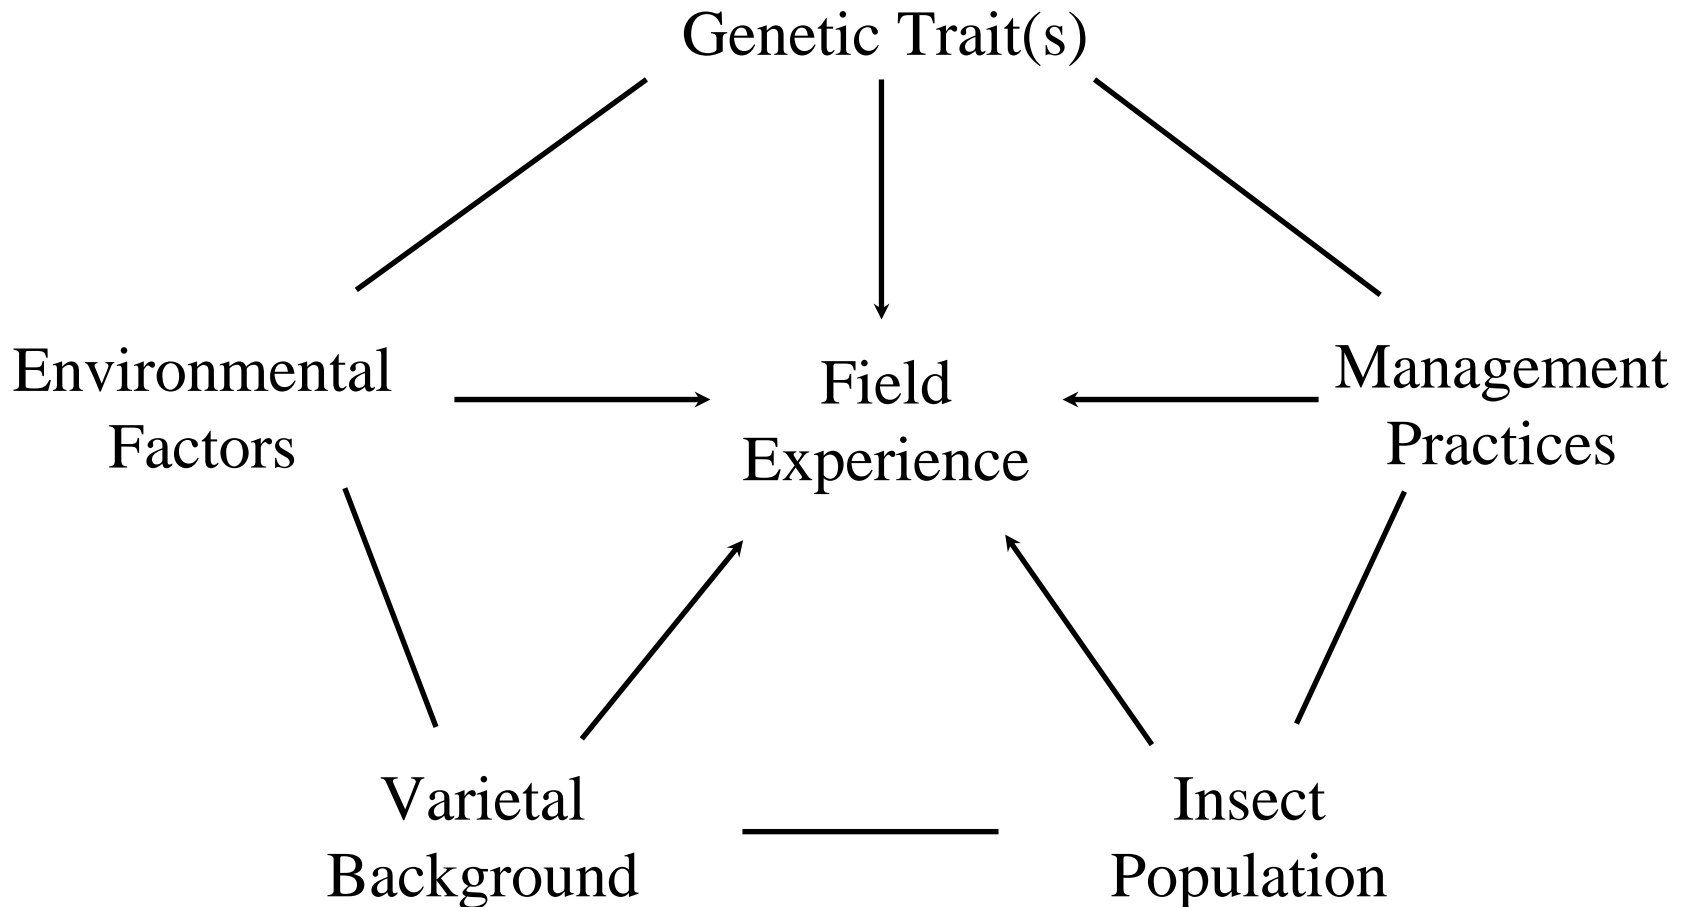 Genetic Trait(s)
Environmental
Factors
Field
Experience
Management
Practices
Varietal
Background
Insect
Population